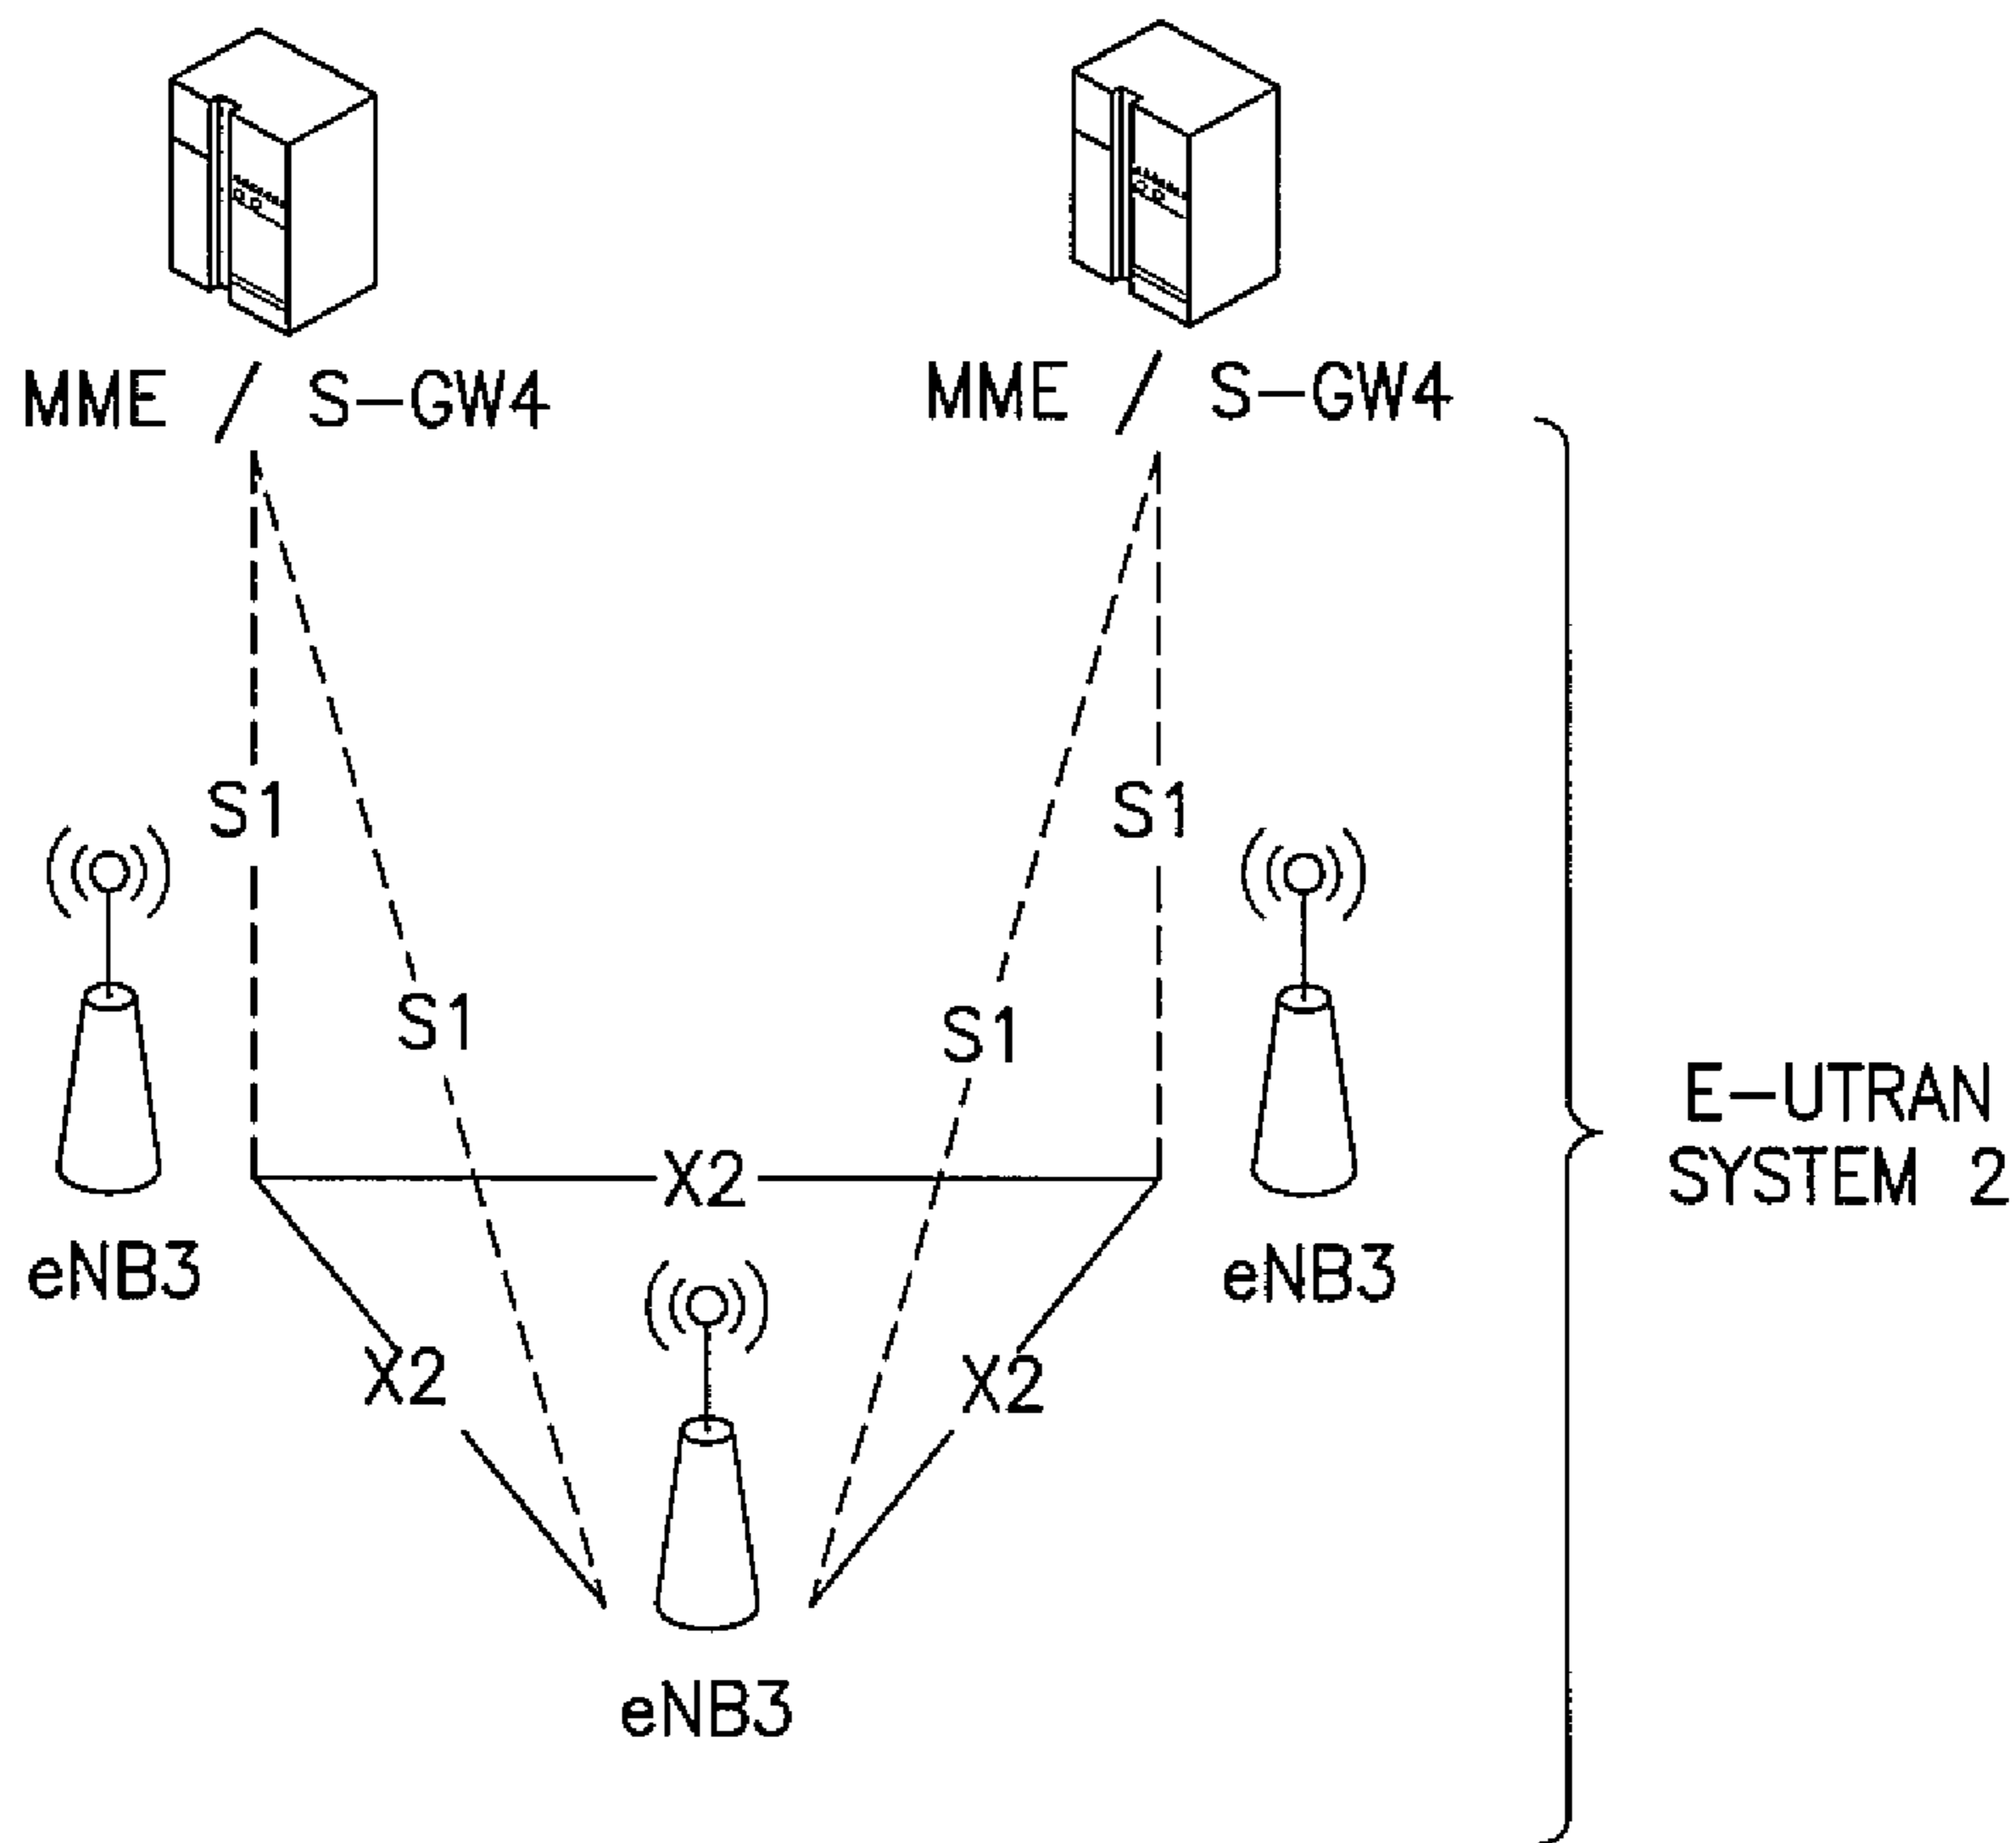 MME / S-GW4
MME / S-GW4
S1
S1
S1
S1
E-UTRAN
SYSTEM 2
X2
eNB3
eNB3
X2
X2
eNB3